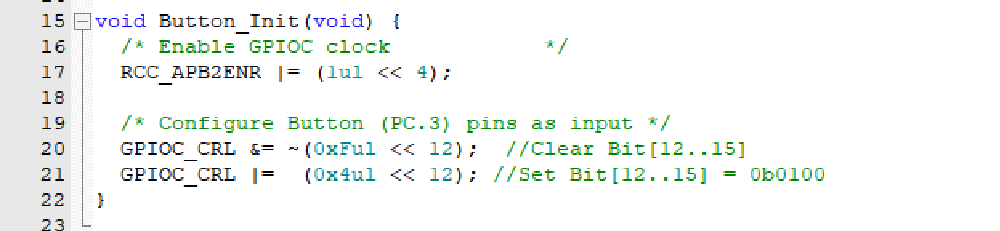 15 void Button_Init(void) {
16 /* Enable GPIOC clock */
17 RCC_APB2ENR |= (1ul << 4);
18
19 /* Configure Button (PC.3) pins as input */
20 GPIOC_CRL &= ~(0xFul << 12); //Clear Bit[12..15]
21 GPIOC_CRL |= (0x4ul << 12); //Set Bit[12..15] = 0b0100
22 }
23